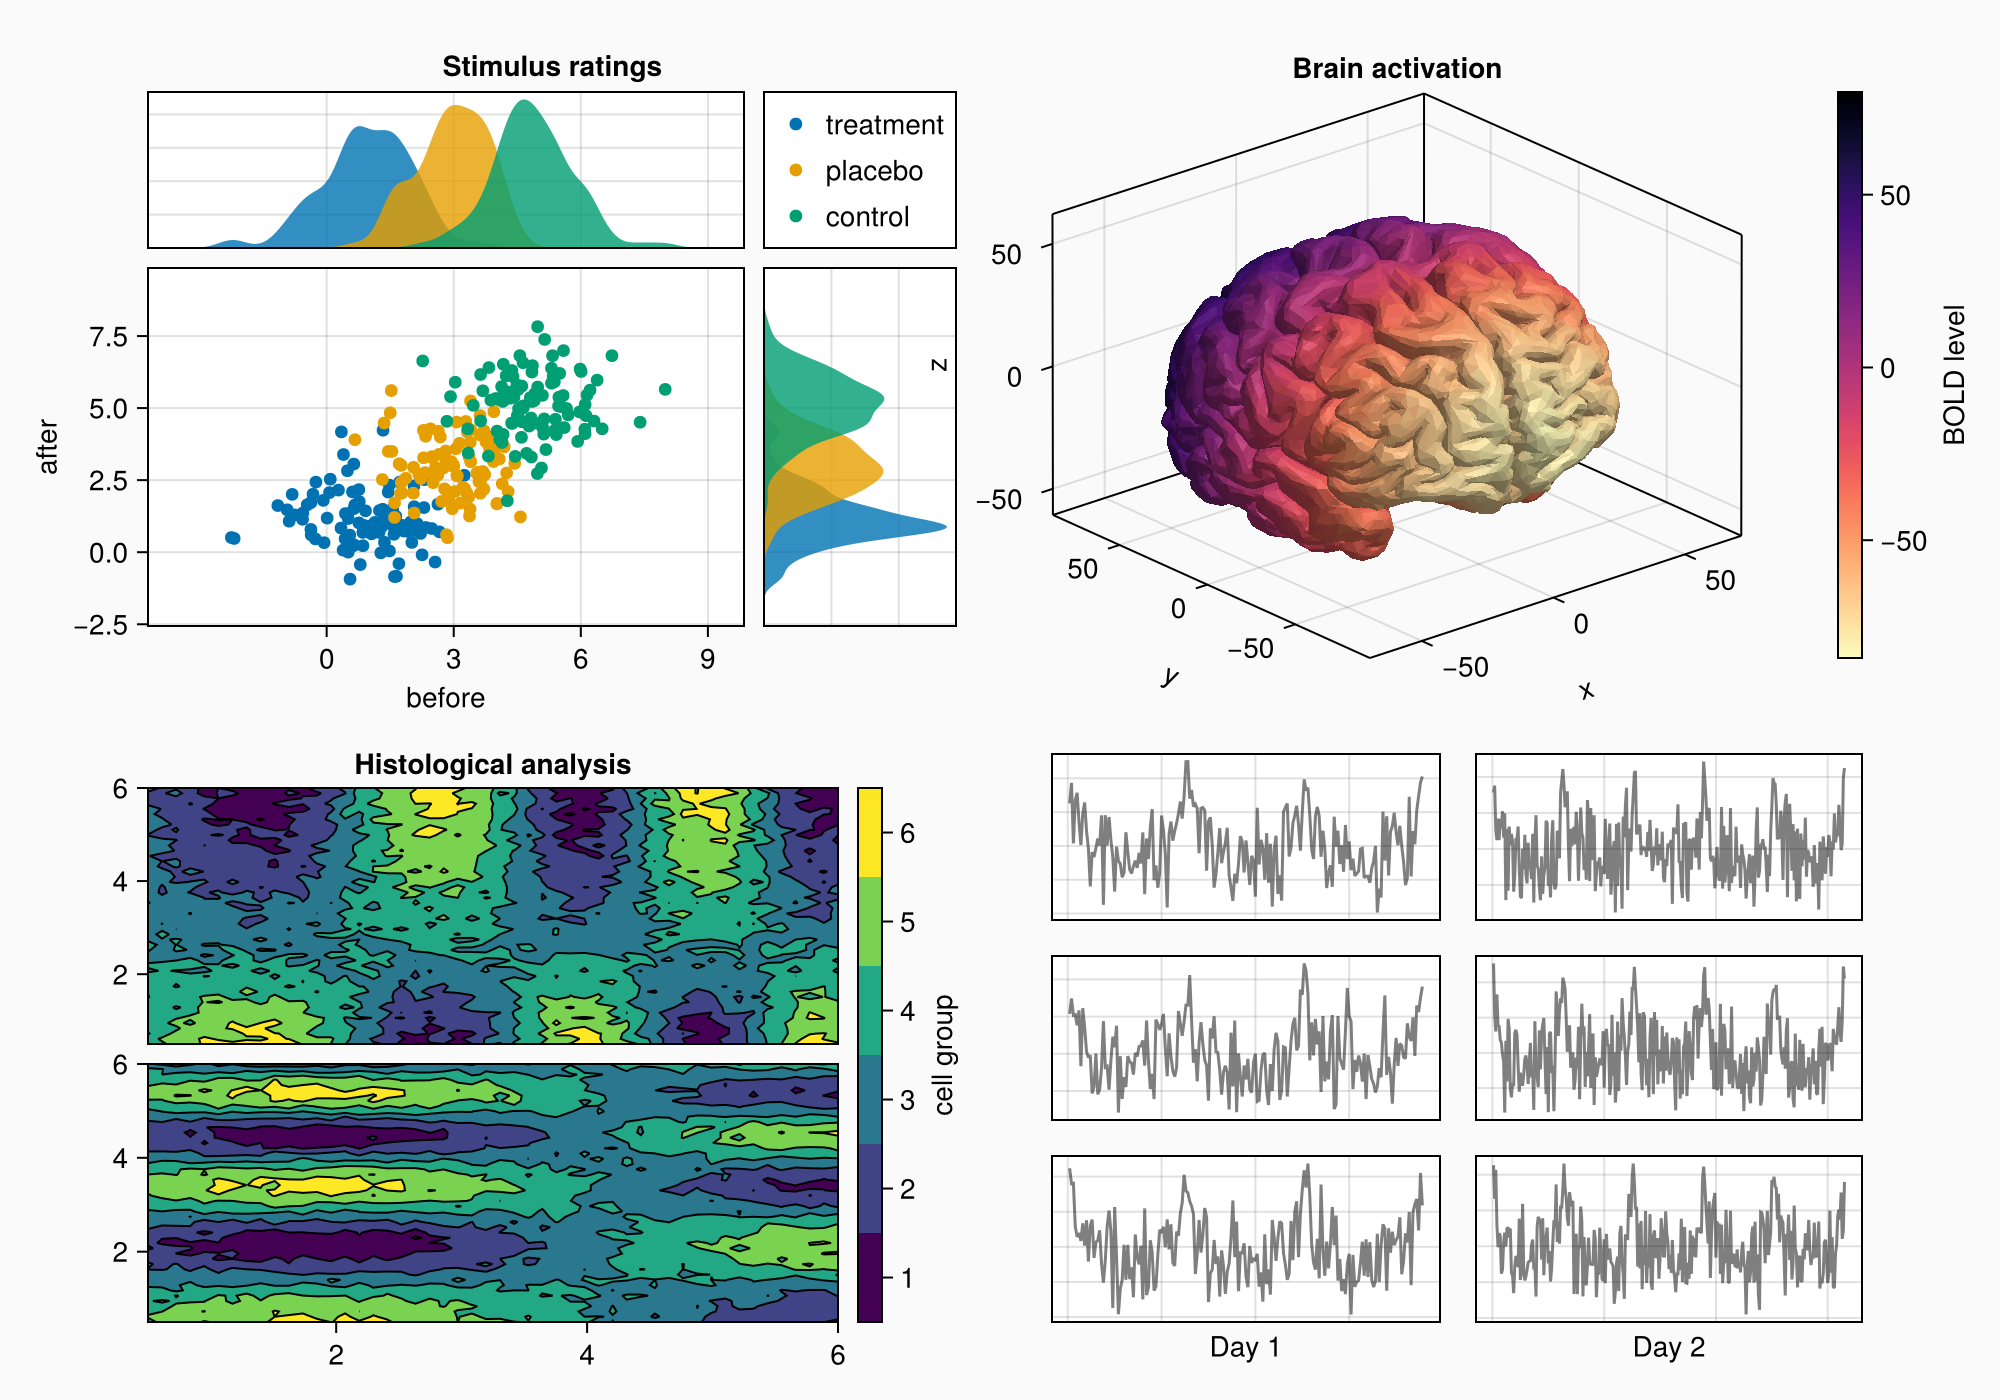 Stimulus ratings
treatment
placebo
control
7.5
5.0
2.5
0.0
−2.5
after
0
3
6
9
before
Brain activation
z
50
0
−50
50
0
−50
y
−50
0
50
x
50
0
−50
BOLD level
Histological analysis
6
4
2
6
4
2
2
4
6
6
5
4
3
2
1
cell group
Day 1
Day 2